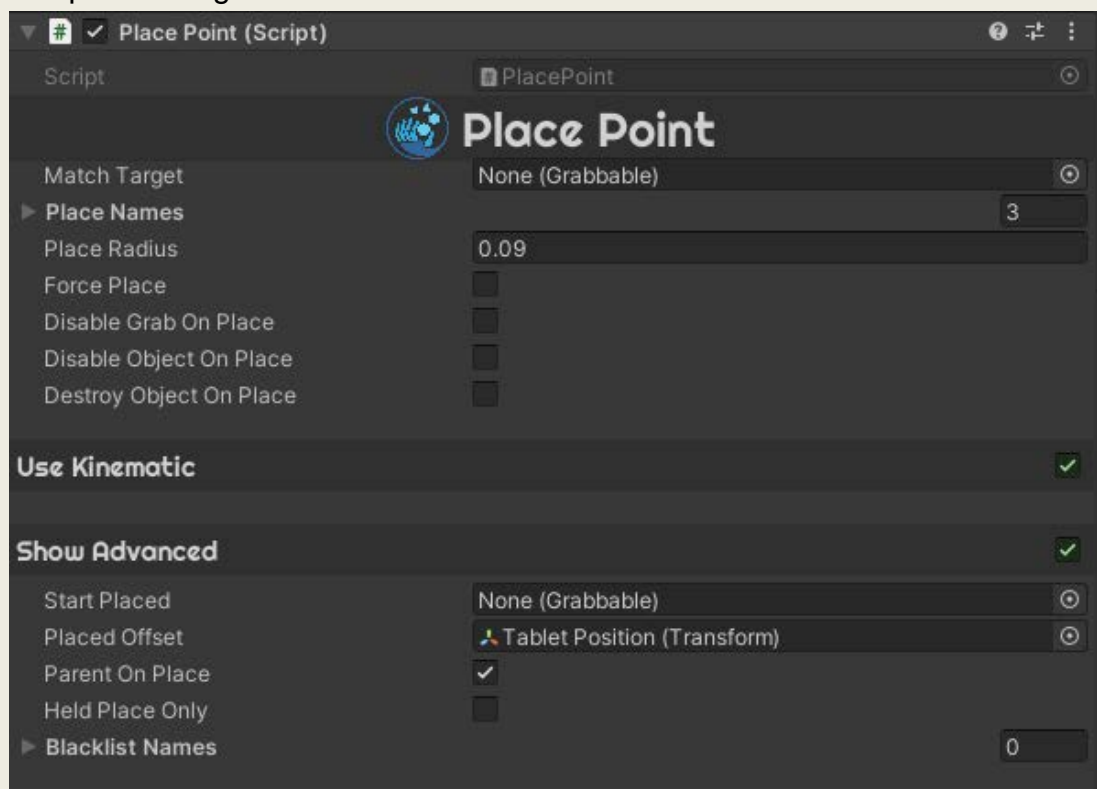 Place Point (Script)
Script PlacePoint
Place Point
Match Target None (Grabbable)
Place Names 3
Place Radius 0.09
Force Place
Disable Grab On Place
Disable Object On Place
Destroy Object On Place
Use Kinematic
Show Advanced
Start Placed None (Grabbable)
Placed Offset Tablet Position (Transform)
Parent On Place
Held Place Only
Blacklist Names 0